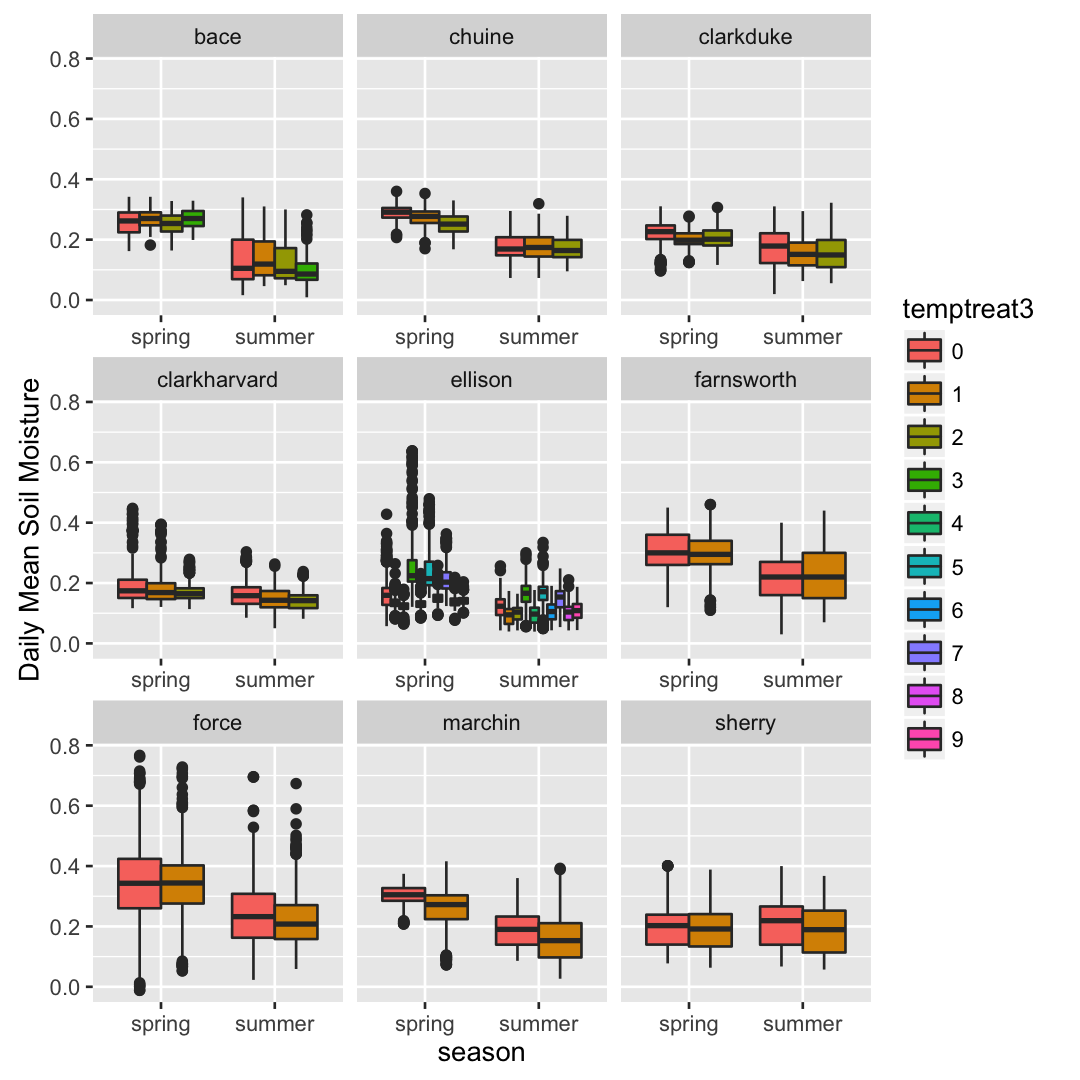 bace chuine clarkduke
0.8
0.6
0.4
0.2
0.0
spring summer spring summer spring summer
clarkharvard ellison farnsworth
0.8
0.6
0.4
0.2
0.0
spring summer spring summer spring summer
force marchin sherry
0.8
0.6
0.4
0.2
0.0
spring summer spring summer spring summer
season
Daily Mean Soil Moisture
temptreat3
0
1
2
3
4
5
6
7
8
9